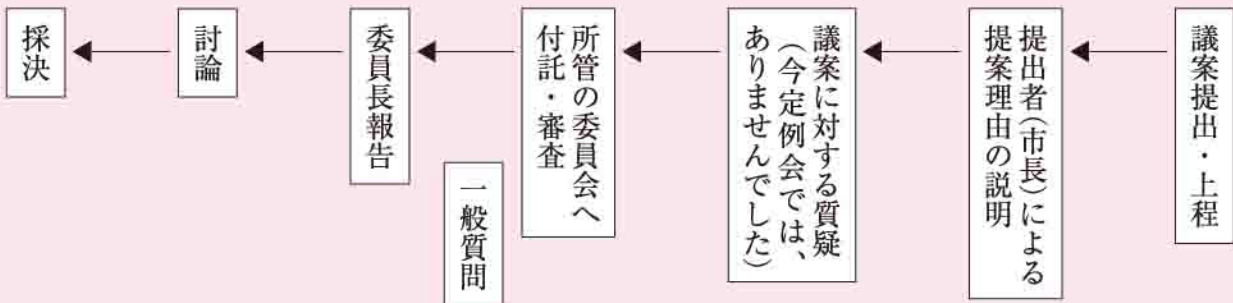 議案提出・上程
提出者(市長)による
提案理由の説明
議案に対する質疑
(今定例会では、
ありませんでした)
所管の委員会へ
付託・審査
一般質問
委員長報告
討論
採決